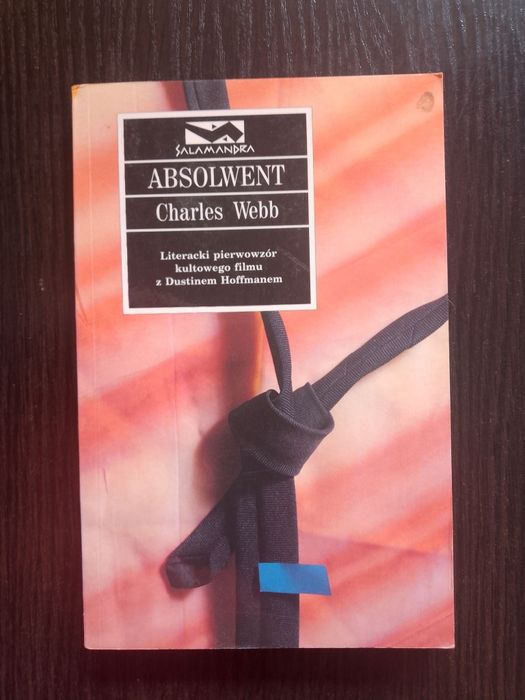 SALAMANDRA
ABSOLWENT
Charles Webb
Literacki pierwowzór
kultowego filmu
z Dustinem Hoffmanem